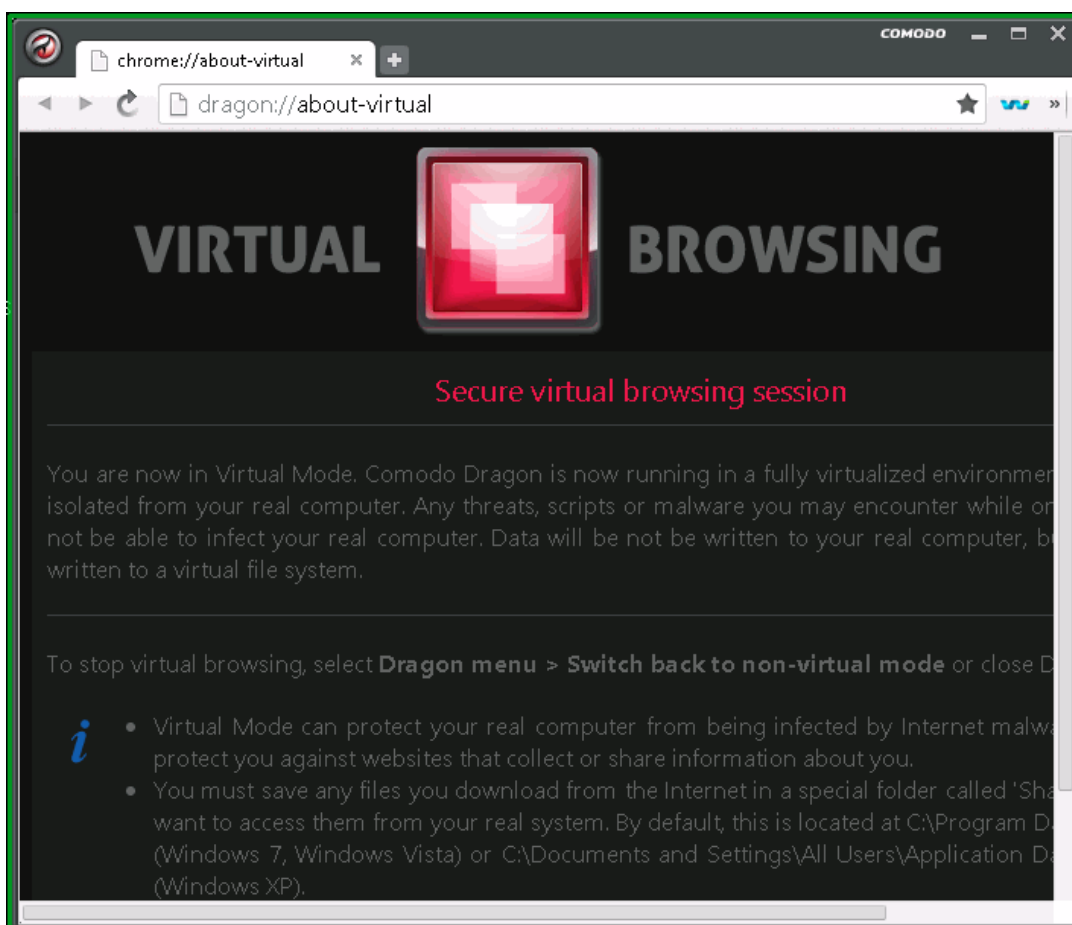 COMODO
chrome://about-virtual
dragon://about-virtual
VIRTUAL BROWSING
Secure virtual browsing session
You are now in Virtual Mode. Comodo Dragon is now running in a fully virtualized
isolated from your real computer. Any threats, scripts or malware you may encounter while
not be able to infect your real computer. Data will be not be written to your real computer,
written to a virtual file system.
To stop virtual browsing, select Dragon menu > Switch back to non-virtual mode or close
i
Virtual Mode can protect your real computer from being infected by Internet
protect you against websites that collect or share information about you.
You must save any files you download from the Internet in a special folder called
want to access them from your real system. By default, this is located at C:\Program
(Windows 7, Windows Vista) or C:\Documents and Settings\All Users\Application
(Windows XP).